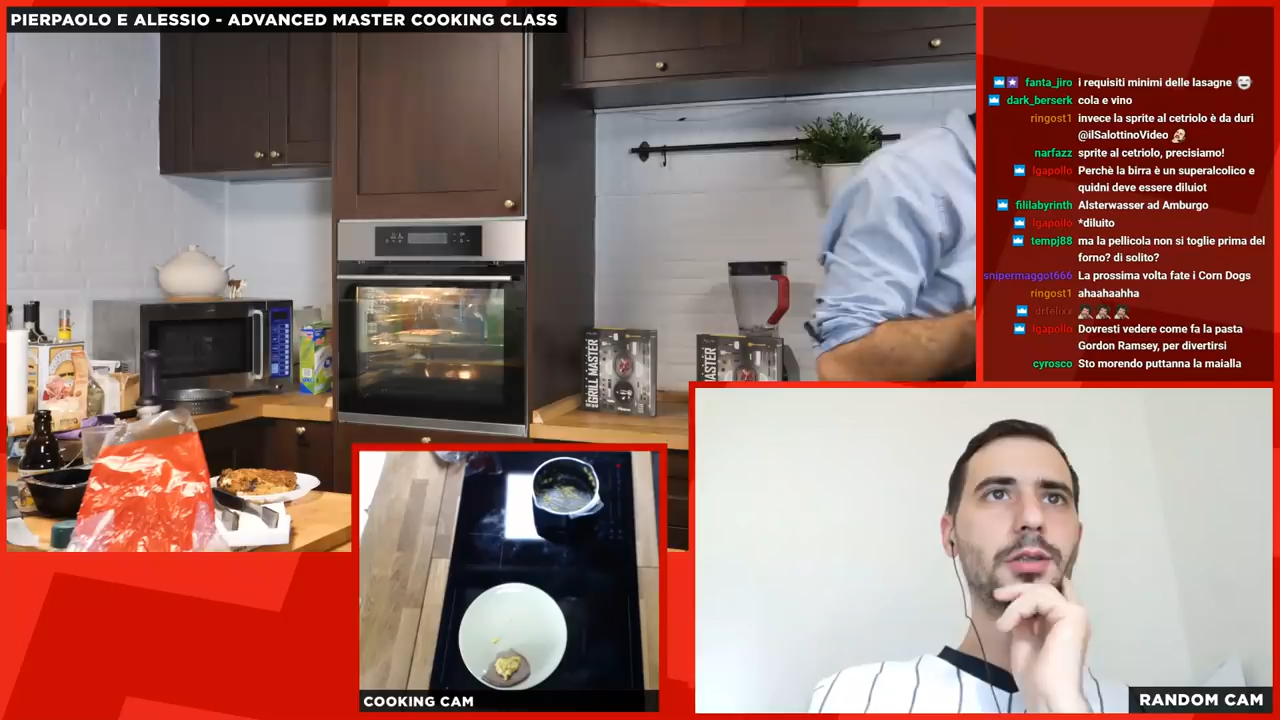 PIERPAOLO E ALESSIO - ADVANCED MASTER COOKING CLASS
fanta_jiro i requisiti minimi delle lasagne
dark_berserk cola e vino
ringost1 invece la sprite al cetriolo è da duri
@ilSalottinoVideo
narfazz sprite al cetriolo, precisiamo!
lgapollo Perchè la birra è un superalcolico e
quidni deve essere diluiot
fililabyrinth Alsterwasser ad Amburgo
lgapollo *diluito
tempj88 ma la pellicola non si toglie prima del
forno? di solito?
snipermaggot666 La prossima volta fate i Corn Dogs
ringost1 ahaahaahha
drfelixx
lgapollo Dovresti vedere come fa la pasta
Gordon Ramsey, per divertirsi
cyrosco Sto morendo puttanna la maialla
GRILL MASTER
MASTER
COOKING CAM
RANDOM CAM